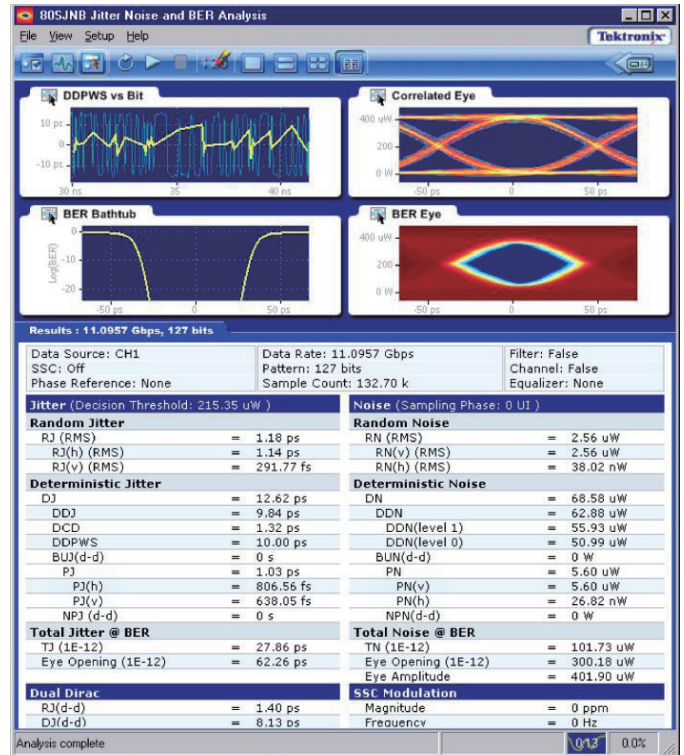 80SJNB Jitter Noise and BER Analysis
File View Setup Help
Tektronix
DDPWS vs Bit
10 ps
0
-10 ps
30 ns 35 40 ns
Correlated Eye
400 uW
200
0 W
-50 ps 0 50 ps
BER Bathtub
Log(BER)
0
-10
-20
-50 ps 0 50 ps
BER Eye
400 uW
200
0 W
-50 ps 0 50 ps
Results : 11.0957 Gbps, 127 bits
Data Source: CH1 Data Rate: 11.0957 Gbps Filter: False
SSC: Off Pattern: 127 bits Channel: False
Phase Reference: None Sample Count: 132.70 k Equalizer: None
Jitter (Decision Threshold: 215.35 uW )
Random Jitter
RJ (RMS) = 1.18 ps
RJ(h) (RMS) = 1.14 ps
RJ(v) (RMS) = 291.77 fs
Deterministic Jitter
DJ = 12.62 ps
DDJ = 9.84 ps
DCD = 1.32 ps
DDPWS = 10.00 ps
BUJ(d-d) = 0 s
PJ = 1.03 ps
PJ(h) = 806.56 fs
PJ(v) = 638.05 fs
NPJ (d-d) = 0 s
Total Jitter @ BER
TJ (1E-12) = 27.86 ps
Eye Opening (1E-12) = 62.26 ps
Dual Dirac
RJ(d-d) = 1.40 ps
DJ(d-d) = 8.13 ps
Noise (Sampling Phase: 0 UI )
Random Noise
RN (RMS) = 2.56 uW
RN(v) (RMS) = 2.56 uW
RN(h) (RMS) = 38.02 nW
Deterministic Noise
DN = 68.58 uW
DDN = 62.88 uW
DDN(level 1) = 55.93 uW
DDN(level 0) = 50.99 uW
BUN(d-d) = 0 W
PN = 5.60 uW
PN(v) = 5.60 uW
PN(h) = 26.82 nW
NPN(d-d) = 0 W
Total Noise @ BER
TN (1E-12) = 101.73 uW
Eye Opening (1E-12) = 300.18 uW
Eye Amplitude = 401.90 uW
SSC Modulation
Magnitude = 0 ppm
Frequency = 0 Hz
Analysis complete
0.0%